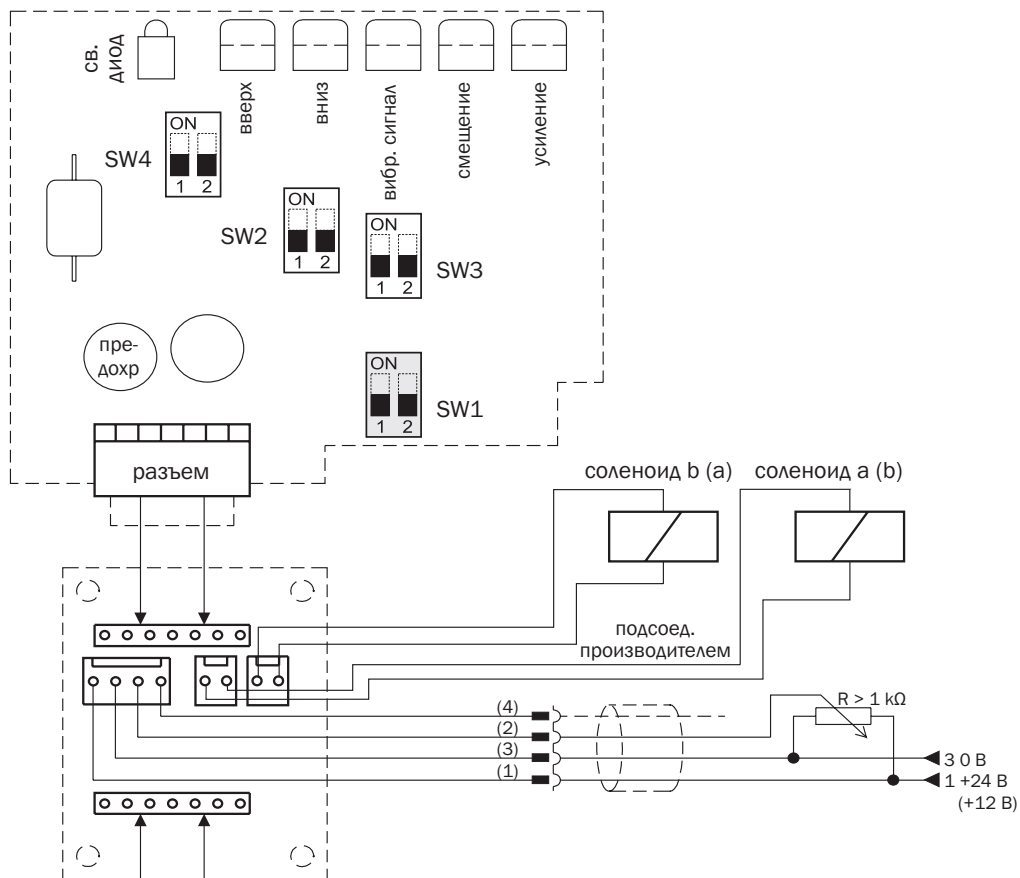 св.
диод
вверх
вниз
вибр. сигнал
смещение
усиление
ON
SW4
1 2
ON
SW2
1 2
ON
SW3
1 2
пре-
дохр
ON
SW1
1 2
разъем
соленоид b (a)
соленоид a (b)
подсоед.
производителем
(4)
R > 1 kΩ
(2)
(3)
3 0 В
(1)
1 +24 В
(+12 В)